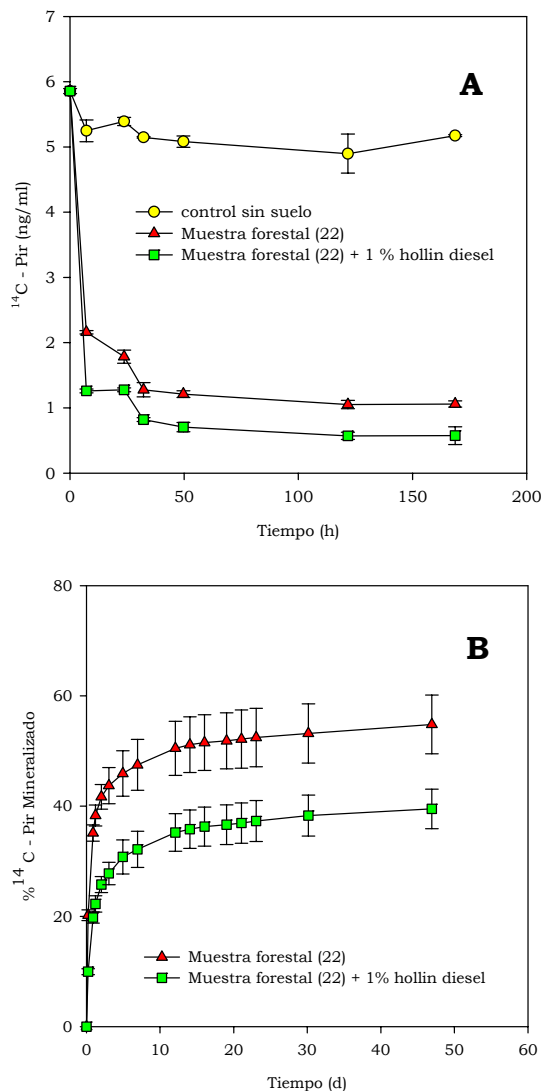 7
A
6
5
4
3
2
1
0
¹⁴C - Pir (ng/ml)
control sin suelo
Muestra forestal (22)
Muestra forestal (22) + 1 % hollin diesel
0 50 100 150 200
Tiempo (h)
80
B
60
40
20
0
% ¹⁴ C - Pir Mineralizado
Muestra forestal (22)
Muestra forestal (22) + 1% hollin diesel
0 10 20 30 40 50 60
Tiempo (d)